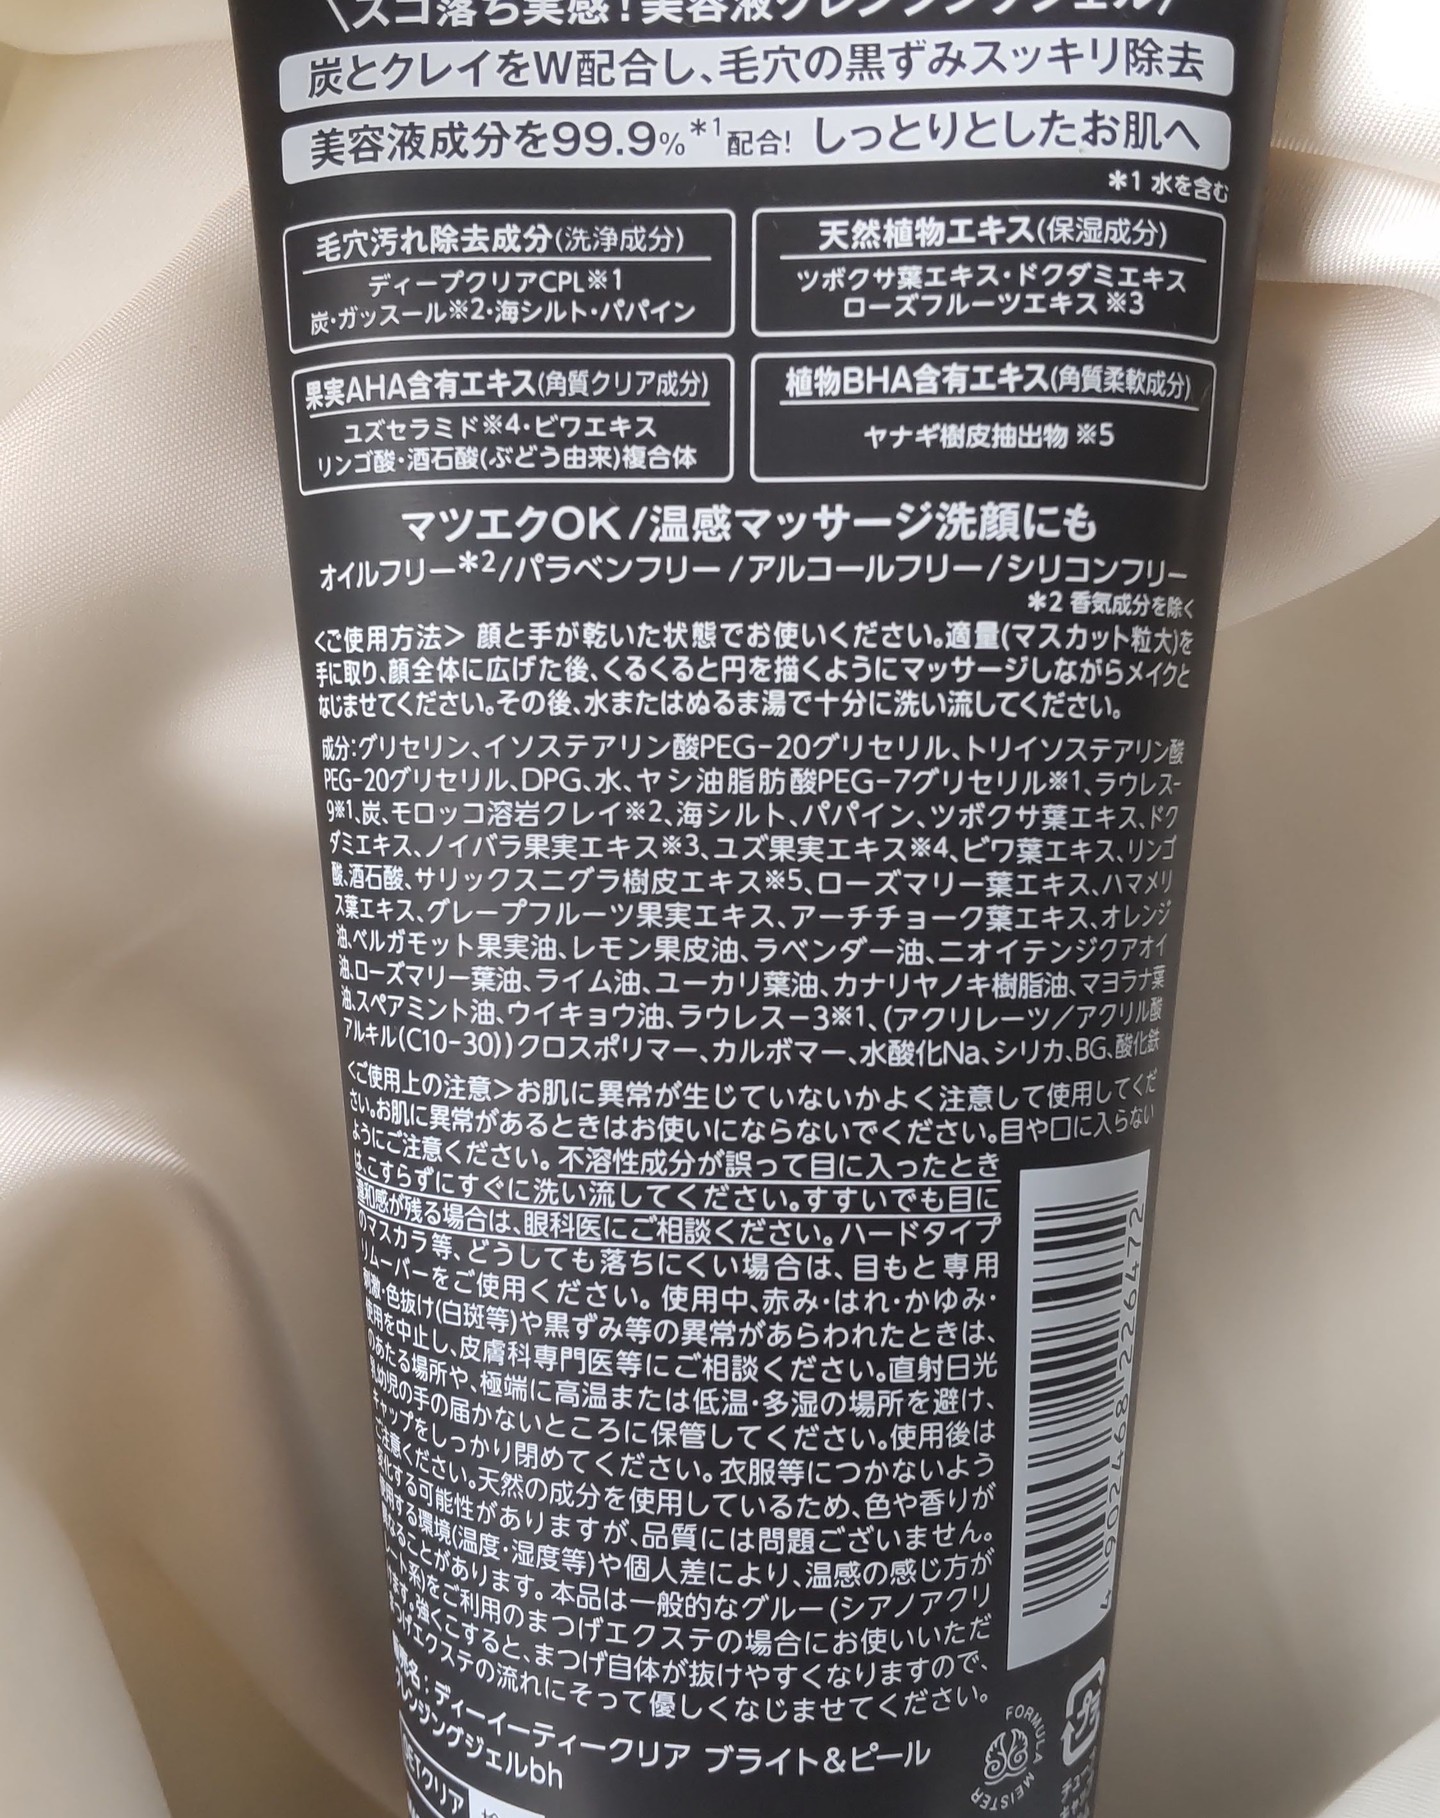 \スゴ落ち実感!美容液クレンジングジェル/
炭とクレイをW配合し、毛穴の黒ずみスッキリ除去
美容液成分を99.9%*1配合! しっとりとしたお肌へ
*1 水を含む
毛穴汚れ除去成分(洗浄成分)
ディープクリアCPL※1
炭・ガッスール※2・海シルト・パパイン
天然植物エキス(保湿成分)
ツボクサ葉エキス・ドクダミエキス
ローズフルーツエキス ※3
果実AHA含有エキス(角質クリア成分)
ユズセラミド※4・ビワエキス
リンゴ酸・酒石酸(ぶどう由来)複合体
植物BHA含有エキス(角質柔軟成分)
ヤナギ樹皮抽出物 ※5
マツエクOK/温感マッサージ洗顔にも
オイルフリー*2/パラベンフリー/アルコールフリー/シリコンフリー
*2 香気成分を除く
<ご使用方法> 顔と手が乾いた状態でお使いください。適量(マスカット粒大)を
手に取り、顔全体に広げた後、くるくると円を描くようにマッサージしながらメイクと
なじませてください。その後、水またはぬるま湯で十分に洗い流してください。
成分:グリセリン、イソステアリン酸PEG-20グリセリル、トリイソステアリン酸
PEG-20グリセリル、DPG、水、ヤシ油脂肪酸PEG-7グリセリル※1、ラウレス-
9※1、炭、モロッコ溶岩クレイ※2、海シルト、パパイン、ツボクサ葉エキス、ドク
ダミエキス、ノイバラ果実エキス※3、ユズ果実エキス※4、ビワ葉エキス、リンゴ
酸、酒石酸、サリックスニグラ樹皮エキス※5、ローズマリー葉エキス、ハマメリ
ス葉エキス、グレープフルーツ果実エキス、アーチチョーク葉エキス、オレンジ
油、ベルガモット果実油、レモン果皮油、ラベンダー油、ニオイテンジクアオイ
油、ローズマリー葉油、ライム油、ユーカリ葉油、カナリヤノキ樹脂油、マヨラナ葉
油、スペアミント油、ウイキョウ油、ラウレス-3※1、(アクリレーツ/アクリル酸
アルキル(C10-30))クロスポリマー、カルボマー、水酸化Na、シリカ、BG、酸化鉄
<ご使用上の注意>お肌に異常が生じていないかよく注意して使用してくだ
さい。お肌に異常があるときはお使いにならないでください。目や口に入らない
ようにご注意ください。不溶性成分が誤って目に入ったとき
は、こすらずにすぐに洗い流してください。すすいでも目に
違和感が残る場合は、眼科医にご相談ください。ハードタイプ
のマスカラ等、どうしても落ちにくい場合は、目もと専用
リムーバーをご使用ください。使用中、赤み・はれ・かゆみ・
刺激・色抜け(白斑等)や黒ずみ等の異常があらわれたときは、
使用を中止し、皮膚科専門医等にご相談ください。直射日光
のあたる場所や、極端に高温または低温・多湿の場所を避け、
乳幼児の手の届かないところに保管してください。使用後は
キャップをしっかり閉めてください。衣服等につかないよう
ご注意ください。天然の成分を使用しているため、色や香りが
変化する可能性がありますが、品質には問題ございません。
使用する環境(温度・湿度等)や個人差により、温感の感じ方が
異なることがあります。本品は一般的なグルー(シアノアクリ
レート系)をご利用のまつげエクステの場合にお使いいただ
けます。強くこすると、まつげ自体が抜けやすくなりますので、
まつげエクステの流れにそって優しくなじませてください。
販売名:ディーイーティークリア ブライト&ピール
クレンジングジェルbh
DETクリア
4 902468 226472
FORMULA MEISTER